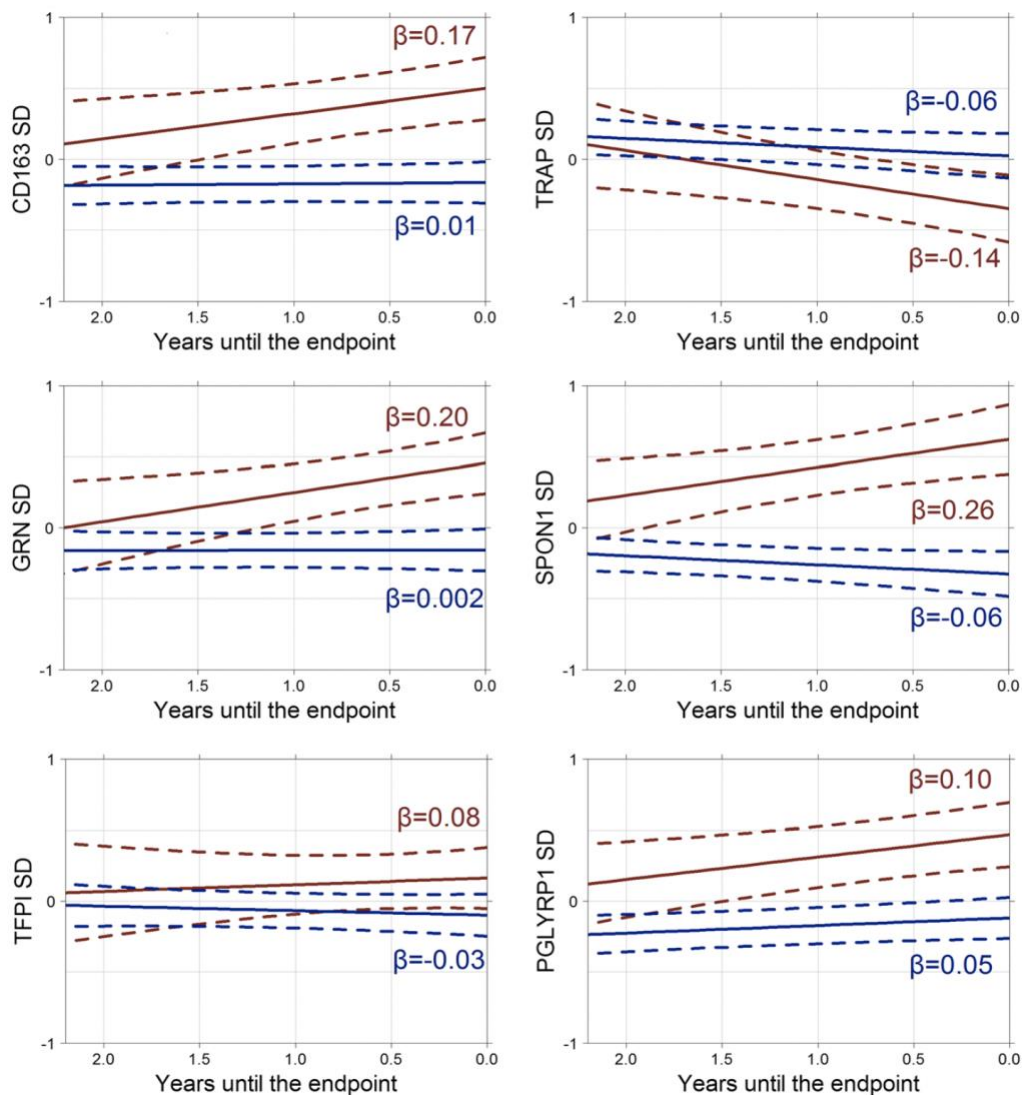 1
β=0.17
CD163 SD
0
β=0.01
-1
2.0 1.5 1.0 0.5 0.0
Years until the endpoint
1
β=-0.06
TRAP SD
0
β=-0.14
-1
2.0 1.5 1.0 0.5 0.0
Years until the endpoint
1
β=0.20
GRN SD
0
β=0.002
-1
2.0 1.5 1.0 0.5 0.0
Years until the endpoint
1
SPON1 SD
β=0.26
0
β=-0.06
-1
2.0 1.5 1.0 0.5 0.0
Years until the endpoint
1
β=0.08
TFPI SD
0
β=-0.03
-1
2.0 1.5 1.0 0.5 0.0
Years until the endpoint
1
β=0.10
PGLYRP1 SD
0
β=0.05
-1
2.0 1.5 1.0 0.5 0.0
Years until the endpoint